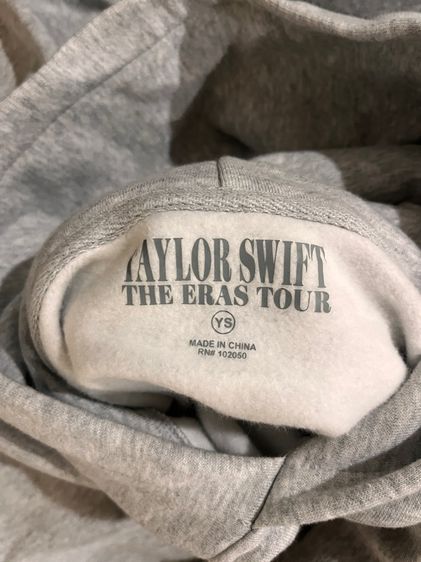 TAYLOR SWIFT
THE ERAS TOUR
YS
MADE IN CHINA
RN# 102050